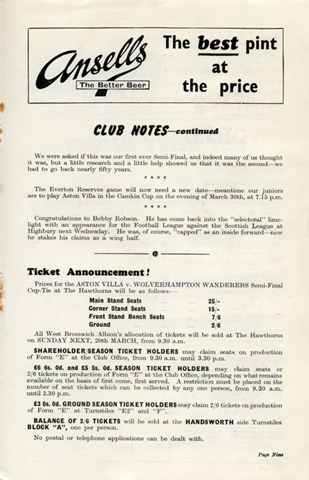 Ansells
The Better Beer
The best pint
at
the price
CLUB NOTES—continued
We were asked if this was our first ever Semi-Final, and indeed many of us thought
it was, but a little research and a little help showed us that it was the second—we
had to go back nearly fifty years.
* * * *
The Everton Reserves game will now need a new date—meantime our juniors
are to play Aston Villa in the Camkin Cup on the evening of March 30th, at 7.15 p.m.
* * * *
Congratulations to Bobby Robson. He has come back into the "selectoral" lime-
light with an appearance for the Football League against the Scottish League at
Highbury next Wednesday. He was, of course, "capped" as an inside forward—now
he stakes his claims as a wing half.
Ticket Announcement!
Prices for the ASTON VILLA v. WOLVERHAMPTON WANDERERS Semi-Final
Cup-Tie at The Hawthorns will be as follows:—
Main Stand Seats 25/-
Corner Stand Seats 15/-
Front Stand Bench Seats 7/6
Ground 2/6
All West Bromwich Albion's allocation of tickets will be sold at The Hawthorns
on SUNDAY NEXT, 20th MARCH, from 9.30 a.m.
SHAREHOLDER/SEASON TICKET HOLDERS may claim seats on production
of Form "E" at the Club Office, from 9.30 a.m. until 3.30 p.m.
£6 6s. 0d. and £5 5s. 0d. SEASON TICKET HOLDERS may claim seats or
2/6 tickets on production of Form "E" at the Club Office, depending on what remains
available on the basis of first come, first served. A restriction must be placed on the
number of seat tickets which can be collected by any one person, from 9.30 a.m.
until 3.30 p.m.
£3 0s. 0d. GROUND SEASON TICKET HOLDERS may claim 2/6 tickets on production
of Form "E" at Turnstiles "E2" and "F".
BALANCE OF 2/6 TICKETS will be sold at the HANDSWORTH side Turnstiles
BLOCK "A", one per person.
No postal or telephone applications can be dealt with.
Page Nine